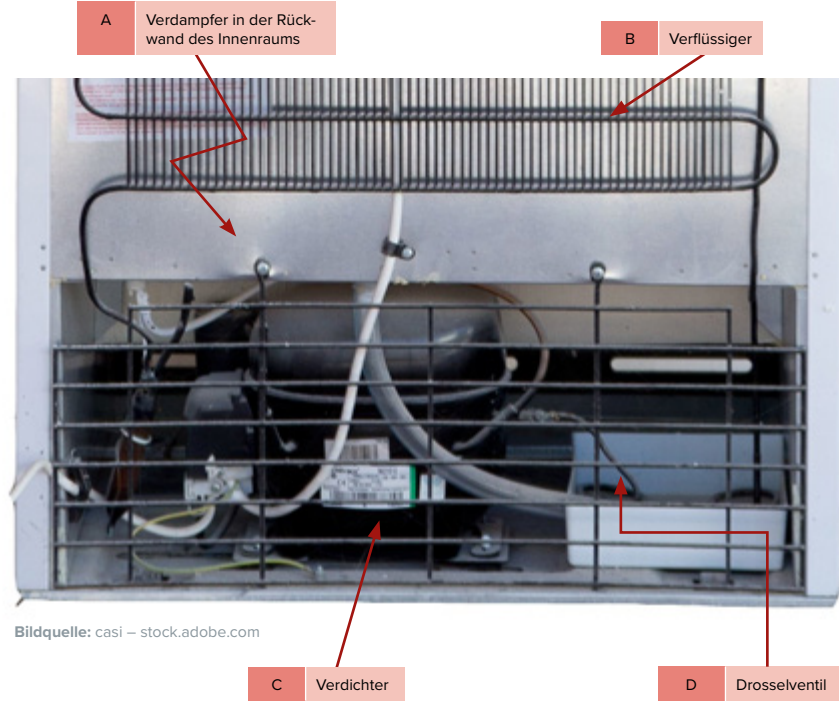 A
Verdampfer in der Rück-
wand des Innenraums
B
Verflüssiger
Bildquelle: casi – stock.adobe.com
C
Verdichter
D
Drosselventil